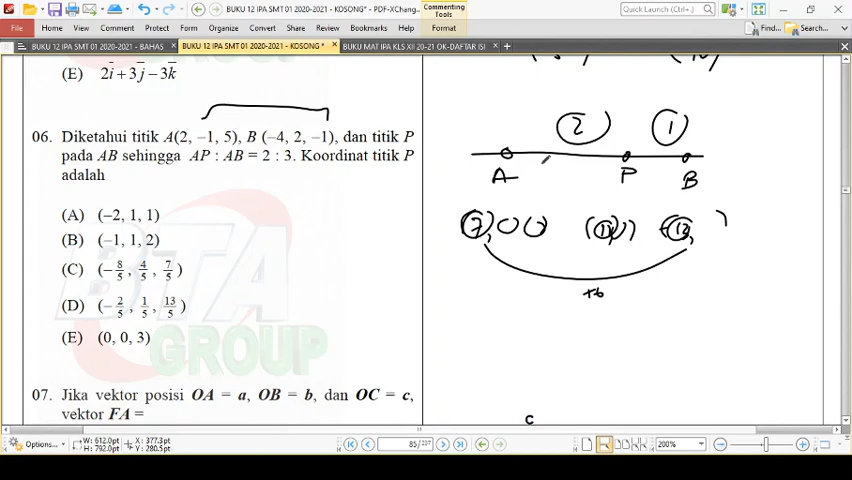 BUKU 12 IPA SMT 01 2020-2021 - KOSONG* - PDF-XChange
Commenting Tools
Quick Launch (Ctrl+.)
File Home View Comment Protect Form Organize Convert Share Review Bookmarks Help Format Find... Search...
BUKU 12 IPA SMT 01 2020-2021 - BAHAS × BUKU 12 IPA SMT 01 2020-2021 - KOSONG * × BUKU MAT IPA KLS XII 20-21 OK-DAFTAR ISI ×
(E) 2i̅ + 3j̅ − 3k̅
06. Diketahui titik A(2, −1, 5), B (−4, 2, −1), dan titik P
pada AB sehingga AP : AB = 2 : 3. Koordinat titik P
adalah
(A) (−2, 1, 1)
(B) (−1, 1, 2)
(C) (−8/5, 4/5, 7/5)
(D) (−2/5, 1/5, 13/5)
(E) (0, 0, 3)
BTA
GROUP
07. Jika vektor posisi OA = a, OB = b, dan OC = c,
vektor FA =
2 1
A P B
+6
c
Options... W: 612.0pt H: 792.0pt X: 377.3pt Y: 280.5pt 85/237 200%